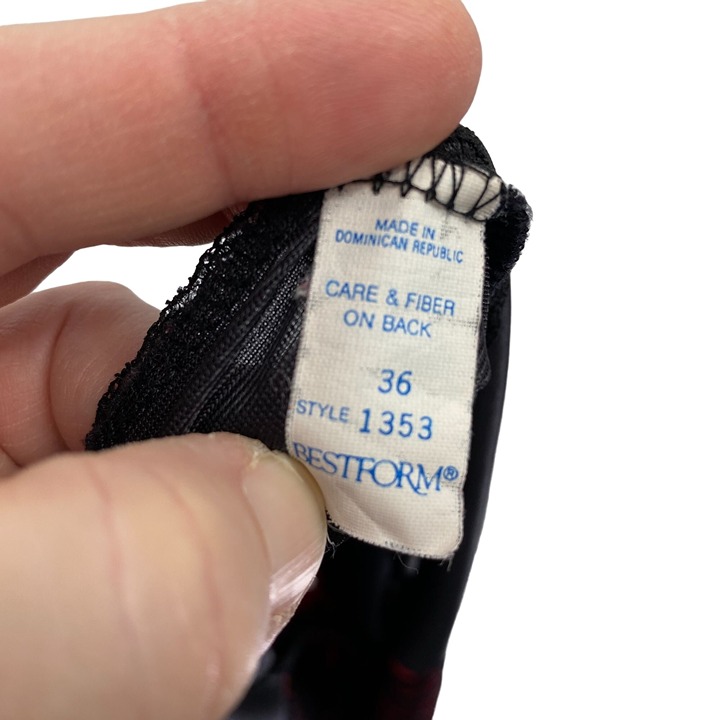 MADE IN
DOMINICAN REPUBLIC
CARE & FIBER
ON BACK
36
STYLE 1353
BESTFORM®